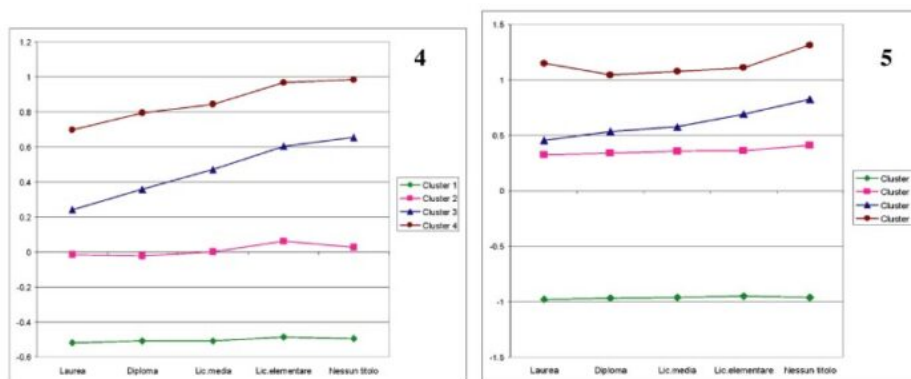 4
1.2
1
0.8
0.6
0.4
0.2
0
-0.2
-0.4
-0.6
Laurea Diploma Lic.media Lic.elementare Nessun titolo
Cluster 1
Cluster 2
Cluster 3
Cluster 4
5
1.5
1
0.5
0
-0.5
-1
-1.5
Laurea Diploma Lic.media Lic.elementare Nessun titolo
Cluster
Cluster
Cluster
Cluster